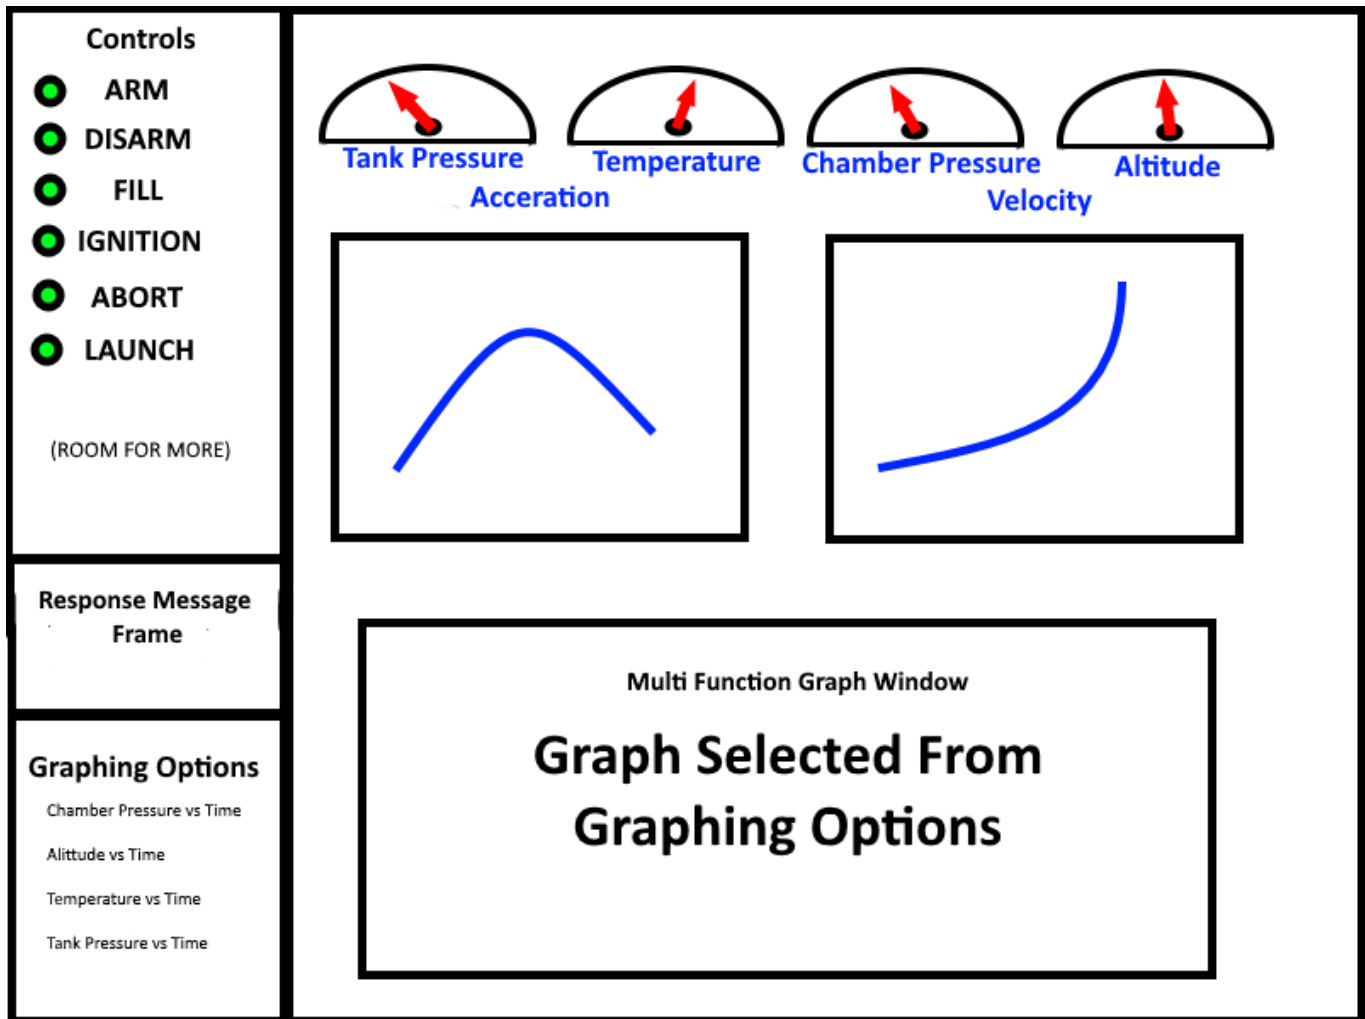 Controls
ARM
DISARM
FILL
IGNITION
ABORT
LAUNCH
(ROOM FOR MORE)
Response Message
Frame
Graphing Options
Chamber Pressure vs Time
Alittude vs Time
Temperature vs Time
Tank Pressure vs Time
Tank Pressure
Temperature
Chamber Pressure
Altitude
Acceration
Velocity
Multi Function Graph Window
Graph Selected From
Graphing Options